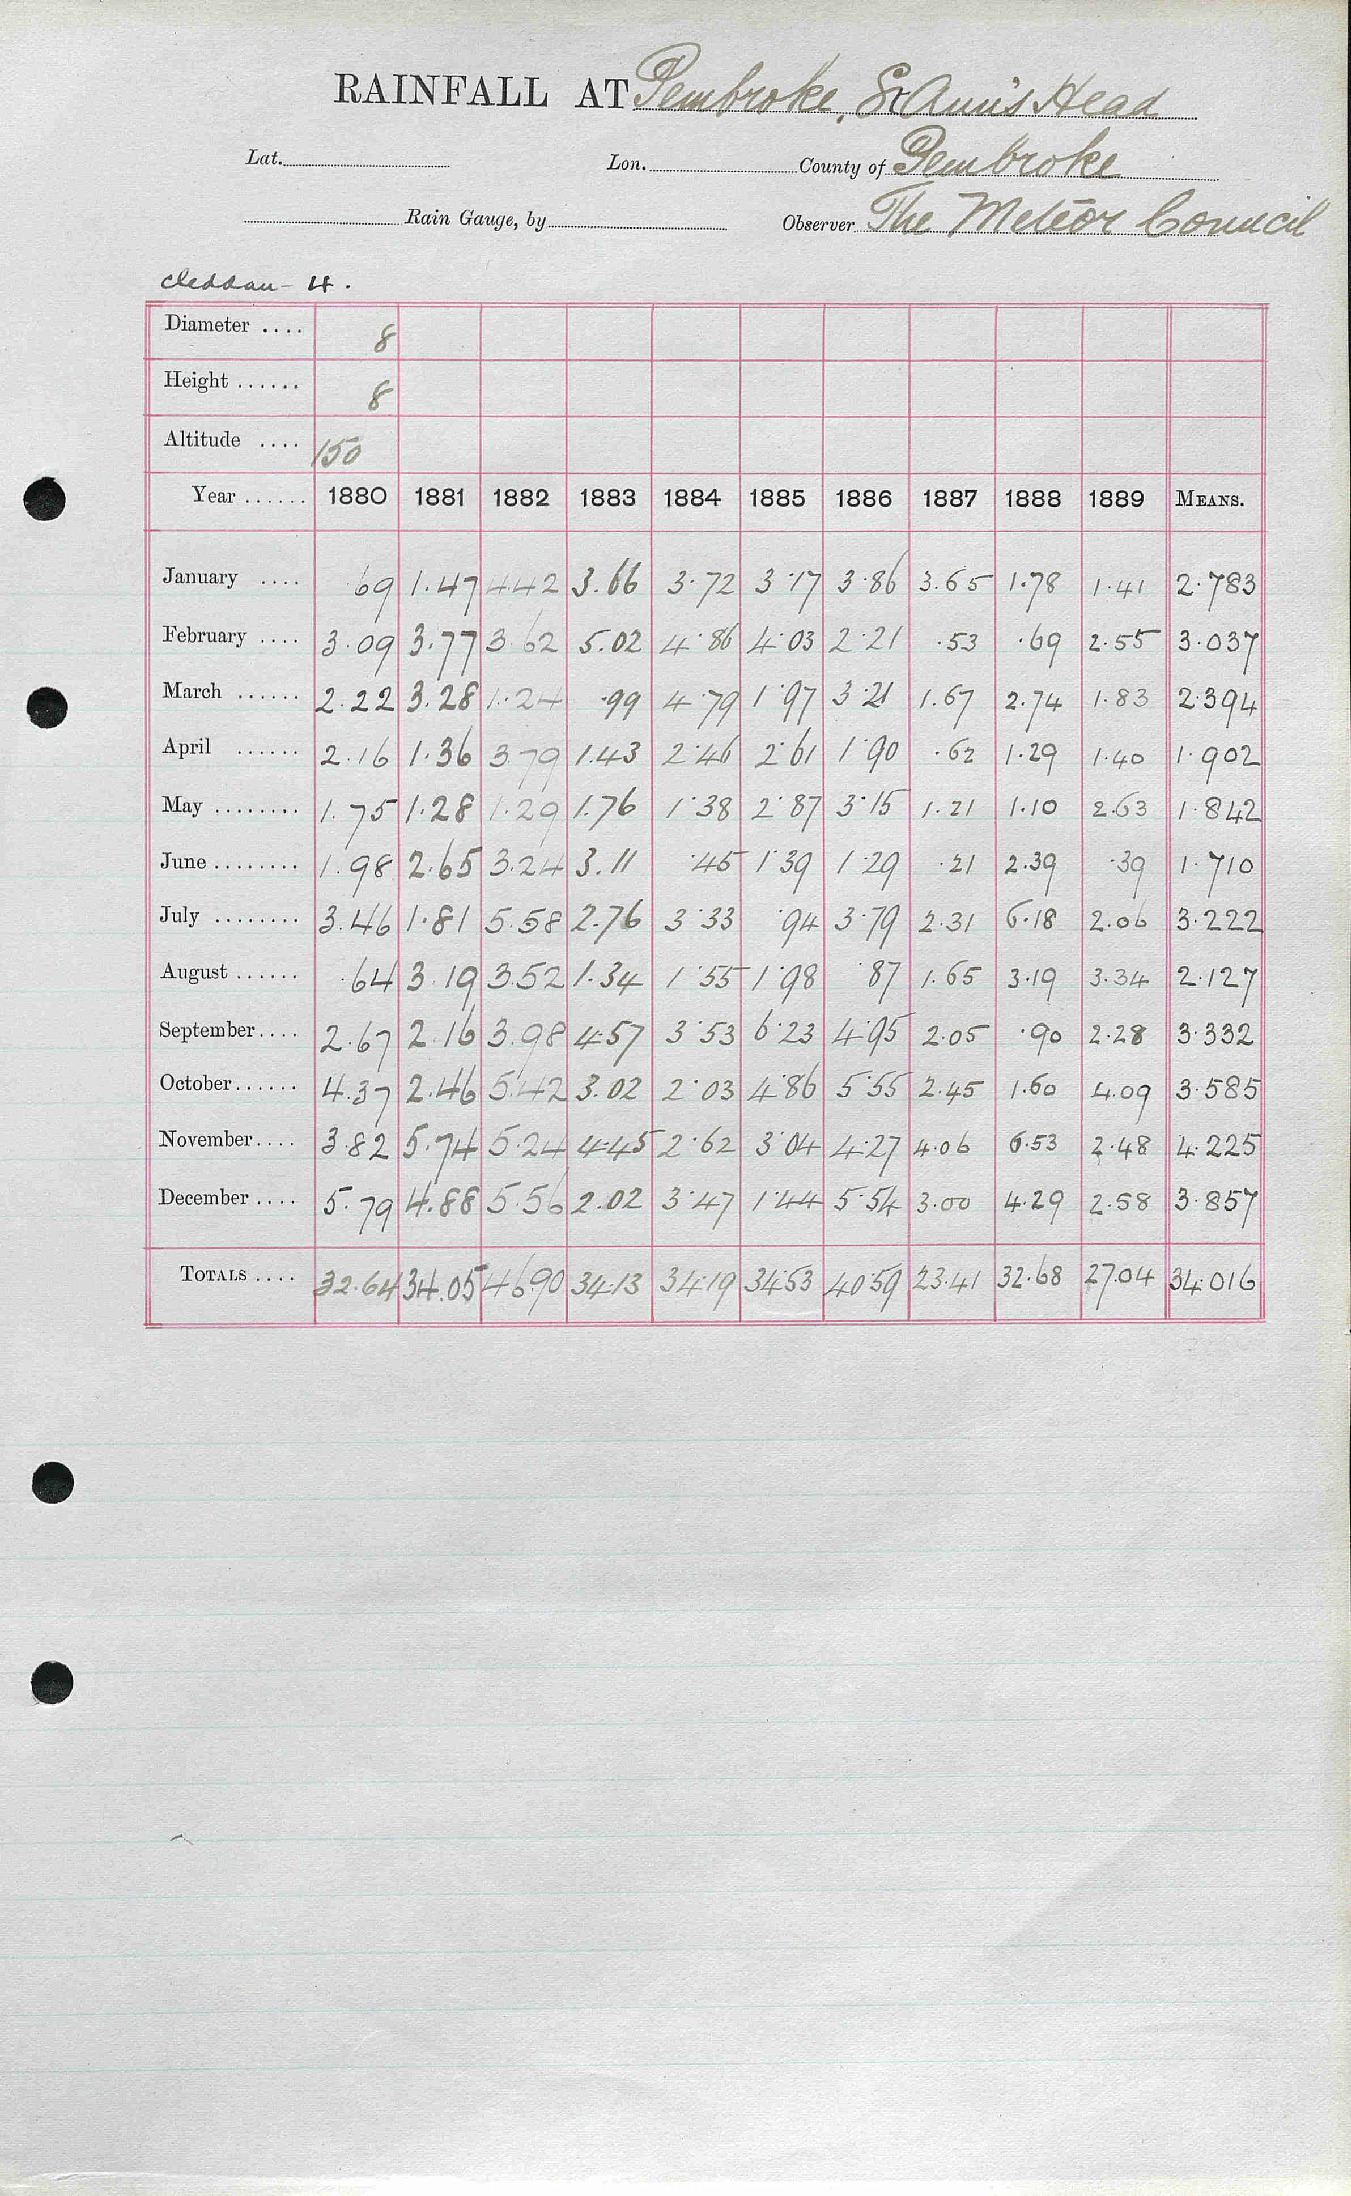 RAINFALL AT Pembroke, St Ann's Head
Lat. Lon. County of Pembroke
Rain Gauge, by Observer The Meteor Council
Cleddau - 4.
Diameter .... 8
Height ...... 8
Altitude .... 150
Year ...... 1880 1881 1882 1883 1884 1885 1886 1887 1888 1889 MEANS.
January .... .69 1.47 4.42 3.66 3.72 3.17 3.86 3.65 1.78 1.41 2.783
February .... 3.09 3.77 3.62 5.02 4.86 4.03 2.21 .53 .69 2.55 3.037
March ...... 2.22 3.28 1.24 .99 4.79 1.97 3.21 1.67 2.74 1.83 2.394
April ...... 2.16 1.36 3.79 1.43 2.46 2.61 1.90 .62 1.29 1.40 1.902
May ........ 1.75 1.28 1.29 1.76 1.38 2.87 3.15 1.21 1.10 2.63 1.842
June ........ 1.98 2.65 3.24 3.11 .45 1.39 1.29 .21 2.39 .39 1.710
July ........ 3.46 1.81 5.58 2.76 3.33 .94 3.79 2.31 6.18 2.06 3.222
August ...... .64 3.19 3.52 1.34 1.55 1.98 .87 1.65 3.19 3.34 2.127
September .... 2.67 2.16 3.98 4.57 3.53 6.23 4.95 2.05 .90 2.28 3.332
October ...... 4.37 2.46 5.42 3.02 2.03 4.86 5.55 2.45 1.60 4.09 3.585
November .... 3.82 5.74 5.24 4.45 2.62 3.04 4.27 4.06 6.53 2.48 4.225
December .... 5.79 4.88 5.56 2.02 3.47 1.44 5.54 3.00 4.29 2.58 3.857
TOTALS .... 32.64 34.05 46.90 34.13 34.19 34.53 40.59 23.41 32.68 27.04 34.016